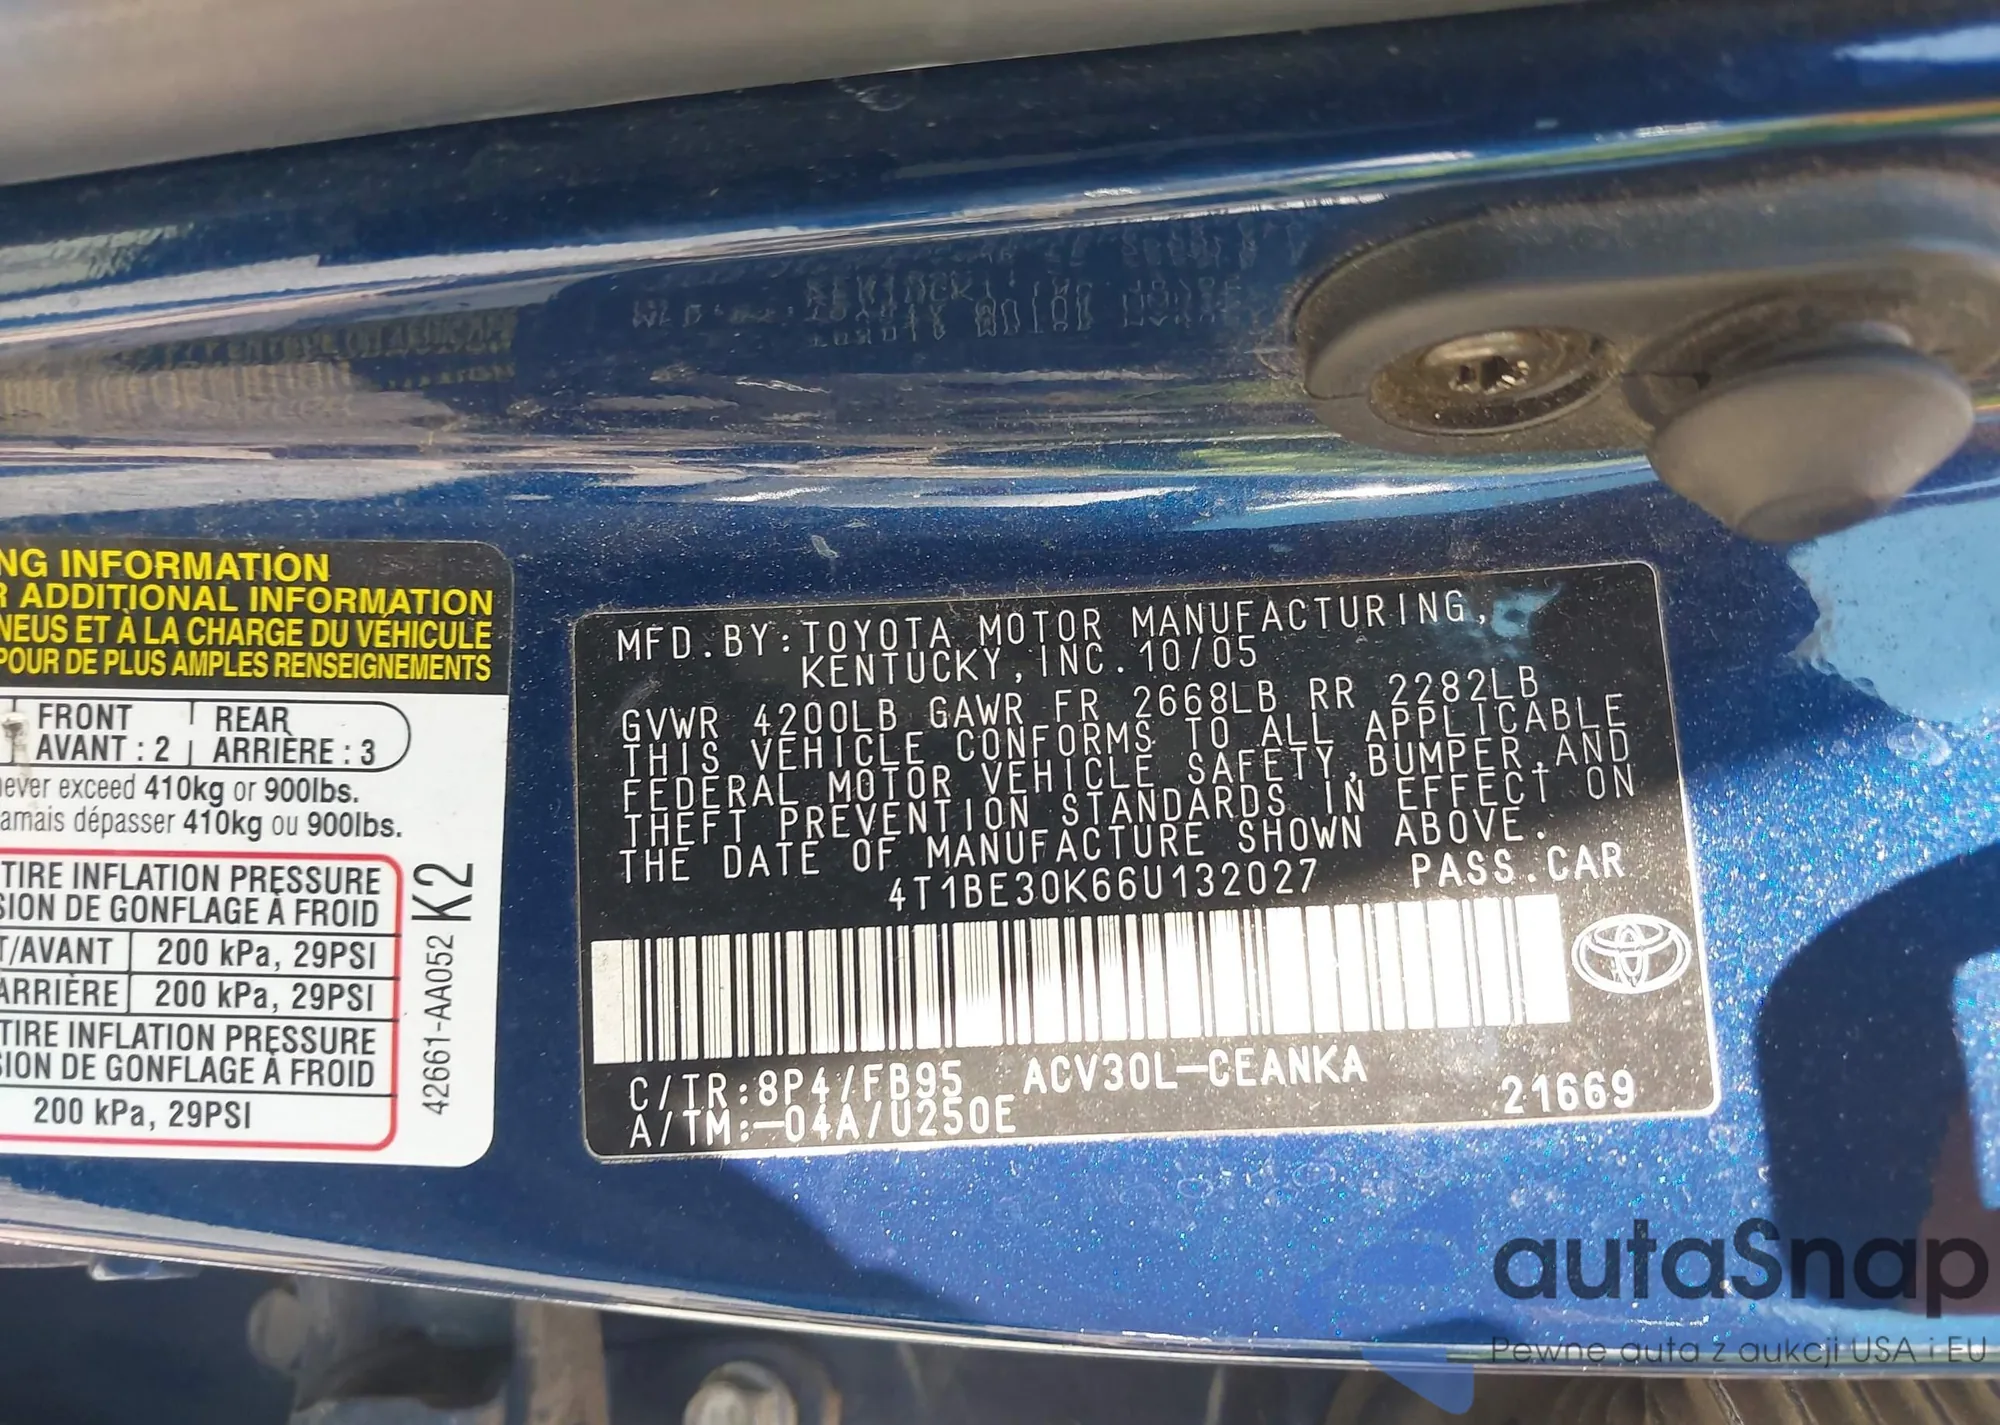 NG INFORMATION
R ADDITIONAL INFORMATION
NEUS ET À LA CHARGE DU VÉHICULE
POUR DE PLUS AMPLES RENSEIGNEMENTS
FRONT REAR
AVANT : 2 ARRIÈRE : 3
never exceed 410kg or 900lbs.
amais dépasser 410kg ou 900lbs.
TIRE INFLATION PRESSURE
SION DE GONFLAGE À FROID
T/AVANT 200 kPa, 29PSI
ARRIÈRE 200 kPa, 29PSI
TIRE INFLATION PRESSURE
SION DE GONFLAGE À FROID
200 kPa, 29PSI
42661-AA052 K2
MFD.BY:TOYOTA MOTOR MANUFACTURING,
KENTUCKY,INC.10/05
GVWR 4200LB GAWR FR 2668LB RR 2282LB
THIS VEHICLE CONFORMS TO ALL APPLICABLE
FEDERAL MOTOR VEHICLE SAFETY,BUMPER,AND
THEFT PREVENTION STANDARDS IN EFFECT ON
THE DATE OF MANUFACTURE SHOWN ABOVE.
4T1BE30K66U132027 PASS.CAR
C/TR:8P4/FB95 ACV30L-CEANKA
A/TM:-04A/U250E 21669
autaSnap
Pewne auta z aukcji USA i EU